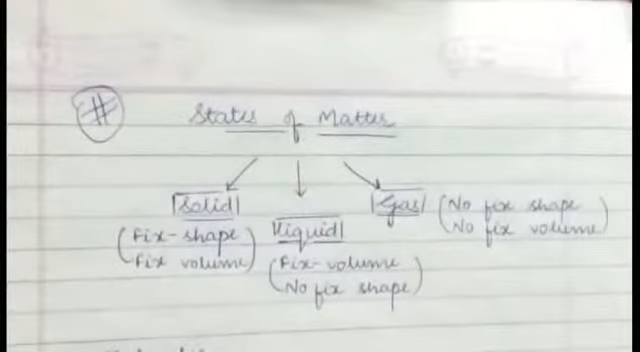 #
States of Matter
Solid
(Fix-shape
Fix volume)
Liquid
(Fix-volume
No fix shape)
Gas (No fix shape
No fix volume)